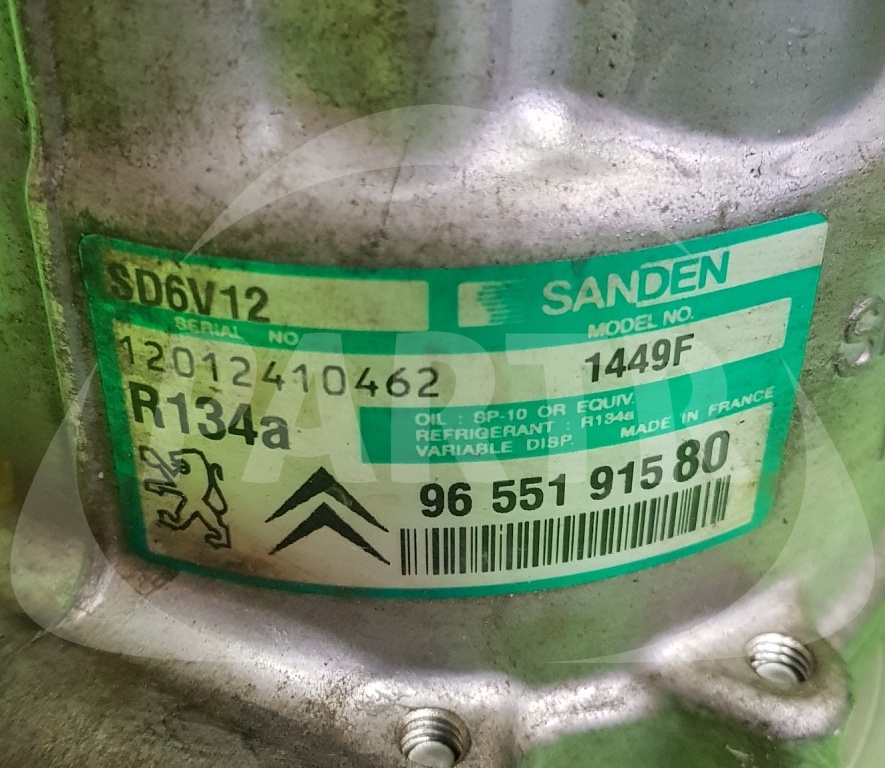 SD6V12
SANDEN
SERIAL NO
MODEL NO.
12012410462
1449F
R134a
OIL : SP-10 OR EQUIV.
REFRIGERANT : R134a
VARIABLE DISP.
MADE IN FRANCE
96 551 915 80
PARTR